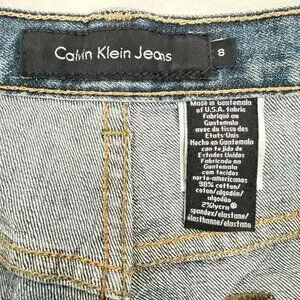 Calvin Klein Jeans
8
Made in Guatemala
of U.S.A. fabric
Fabriqué au
Guatemala
avec du tissu des
Etats-Unis
Hecho en Guatemala
con tejido de
Estados Unidos
Fabricado en
Guatemala
com tecidos
norte-americanos
98% cotton/
coton/algodón/
algodão
2% lycra®
spandex/elastane/
élasthanne/elastano